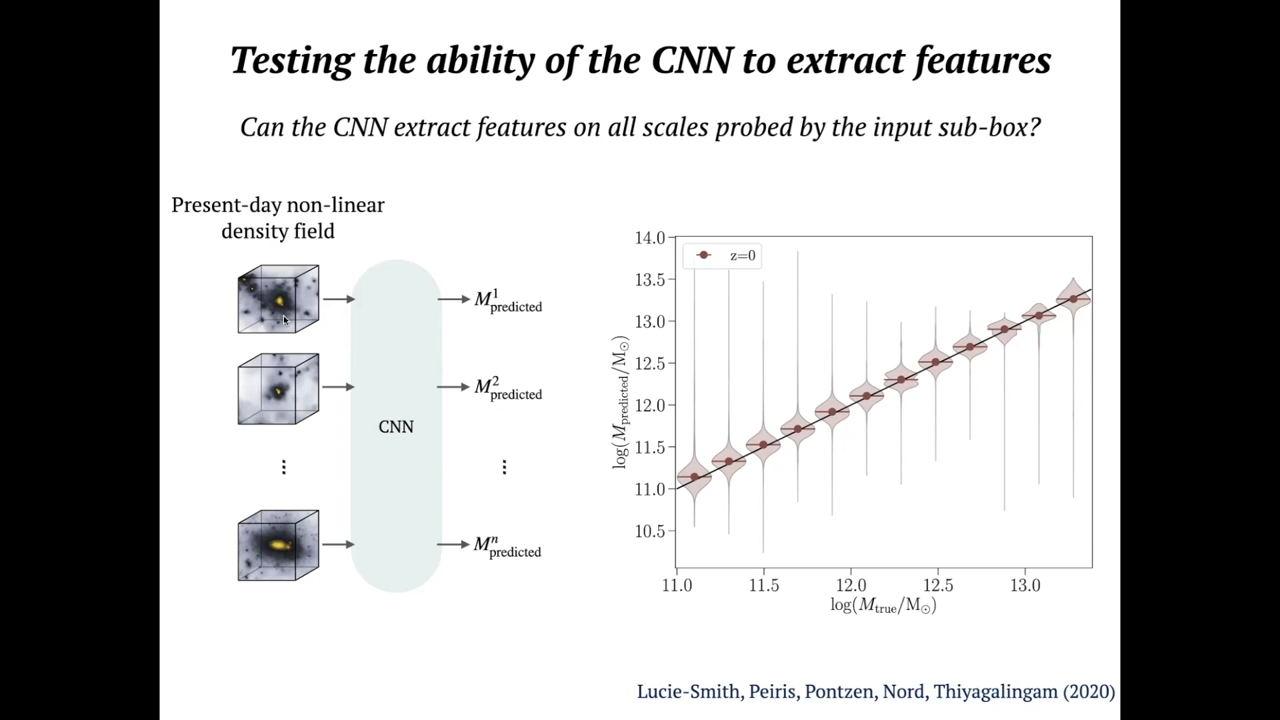 Testing the ability of the CNN to extract features
Can the CNN extract features on all scales probed by the input sub-box?
Present-day non-linear
density field
CNN
M^1_predicted
M^2_predicted
⋮
⋮
M^n_predicted
z=0
14.0
13.5
13.0
12.5
12.0
11.5
11.0
10.5
log(M_predicted/M_⊙)
11.0 11.5 12.0 12.5 13.0
log(M_true/M_⊙)
Lucie-Smith, Peiris, Pontzen, Nord, Thiyagalingam (2020)